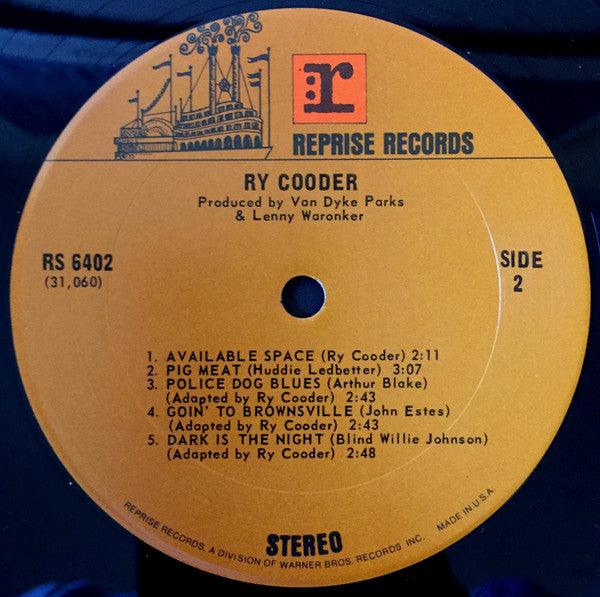 r
REPRISE RECORDS
RY COODER
Produced by Van Dyke Parks
& Lenny Waronker
RS 6402
(31,060)
SIDE
2
1. AVAILABLE SPACE (Ry Cooder) 2:11
2. PIG MEAT (Huddie Ledbetter) 3:07
3. POLICE DOG BLUES (Arthur Blake)
(Adapted by Ry Cooder) 2:43
4. GOIN' TO BROWNSVILLE (John Estes)
(Adapted by Ry Cooder) 2:43
5. DARK IS THE NIGHT (Blind Willie Johnson)
(Adapted by Ry Cooder) 2:48
STEREO
REPRISE RECORDS, A DIVISION OF WARNER BROS. RECORDS INC. MADE IN U.S.A.